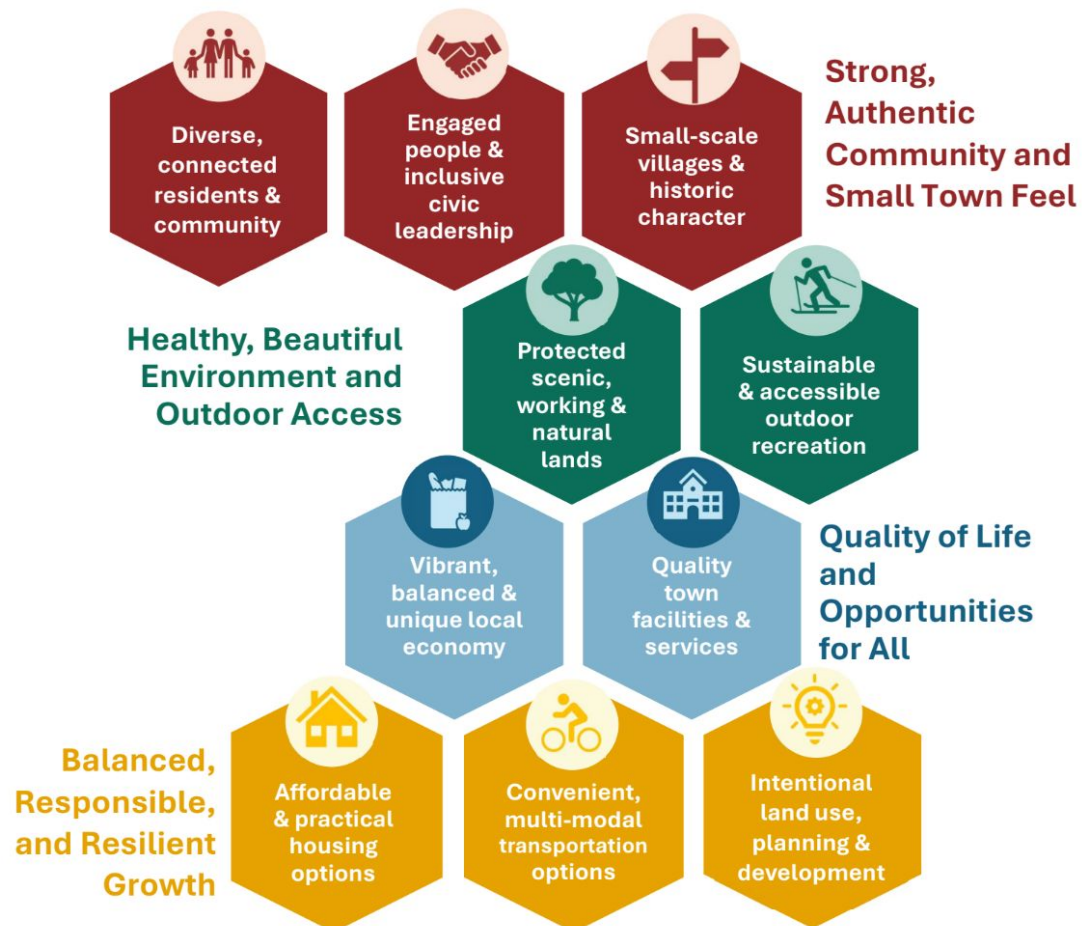 Diverse,
connected
residents &
community
Engaged
people &
inclusive
civic
leadership
Small-scale
villages &
historic
character
Strong,
Authentic
Community and
Small Town Feel
Healthy, Beautiful
Environment and
Outdoor Access
Protected
scenic,
working &
natural
lands
Sustainable
& accessible
outdoor
recreation
Vibrant,
balanced &
unique local
economy
Quality
town
facilities &
services
Quality of Life
and
Opportunities
for All
Balanced,
Responsible,
and Resilient
Growth
Affordable
& practical
housing
options
Convenient,
multi-modal
transportation
options
Intentional
land use,
planning &
development